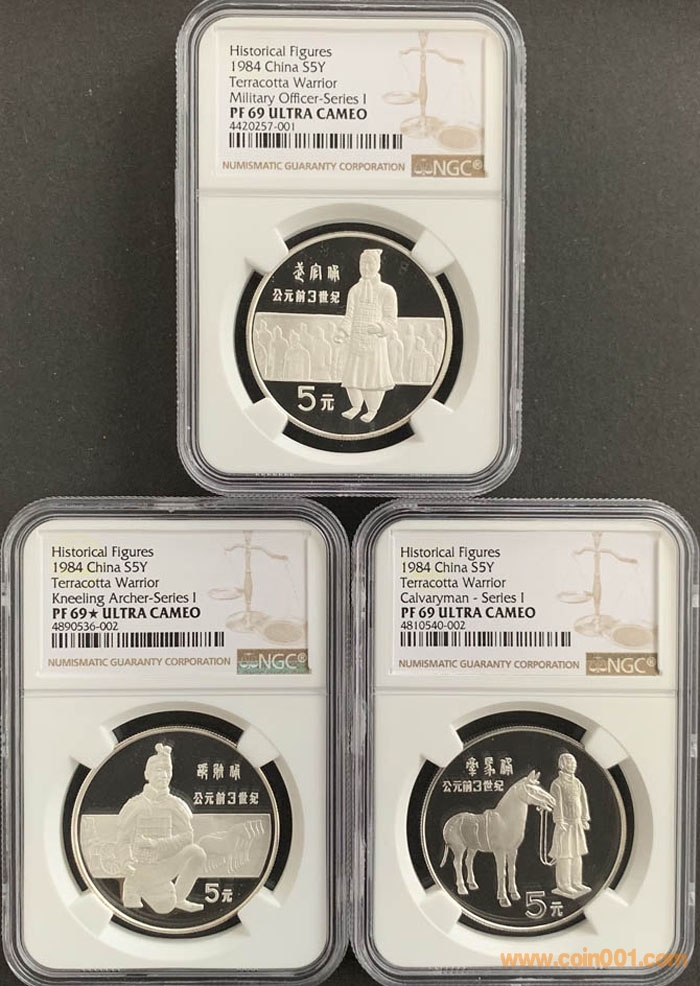 Historical Figures
1984 China S5Y
Terracotta Warrior
Military Officer-Series I
PF 69 ULTRA CAMEO
4420257-001
NUMISMATIC GUARANTY CORPORATION
NGC®
武官俑
公元前3世纪
5元
Historical Figures
1984 China S5Y
Terracotta Warrior
Kneeling Archer-Series I
PF 69★ ULTRA CAMEO
4890536-002
NUMISMATIC GUARANTY CORPORATION
NGC®
公元前3世纪
5元
Historical Figures
1984 China S5Y
Terracotta Warrior
Calvaryman - Series I
PF 69 ULTRA CAMEO
4810540-002
NUMISMATIC GUARANTY CORPORATION
NGC®
公元前3世纪
5元
www.coin001.com